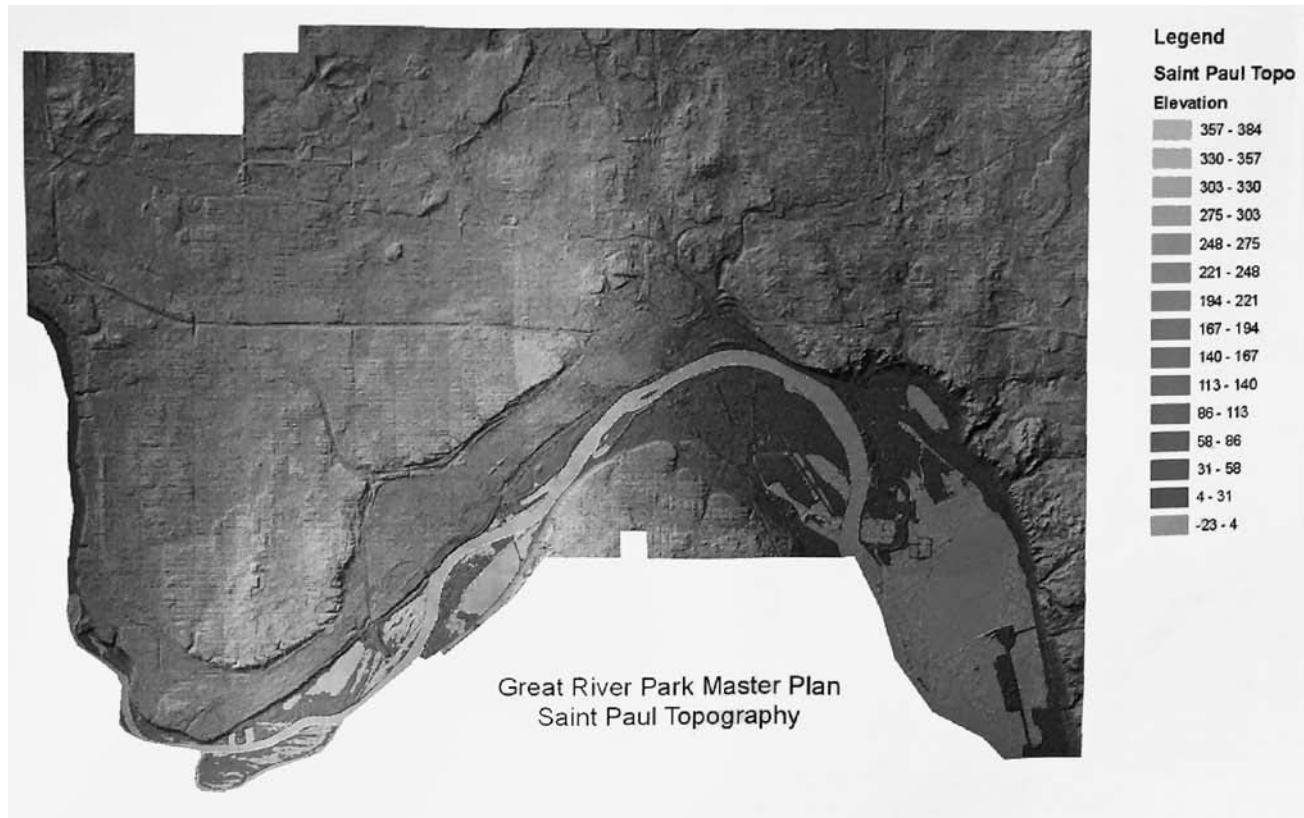 Legend
Saint Paul Topo
Elevation
357 - 384
330 - 357
303 - 330
275 - 303
248 - 275
221 - 248
194 - 221
167 - 194
140 - 167
113 - 140
86 - 113
58 - 86
31 - 58
4 - 31
-23 - 4
Great River Park Master Plan
Saint Paul Topography